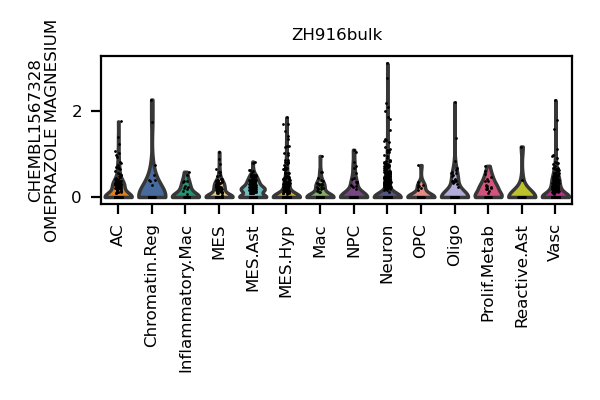 ZH916bulk
CHEMBL1567328
OMEPRAZOLE MAGNESIUM
2
0
AC
Chromatin.Reg
Inflammatory.Mac
MES
MES.Ast
MES.Hyp
Mac
NPC
Neuron
OPC
Oligo
Prolif.Metab
Reactive.Ast
Vasc